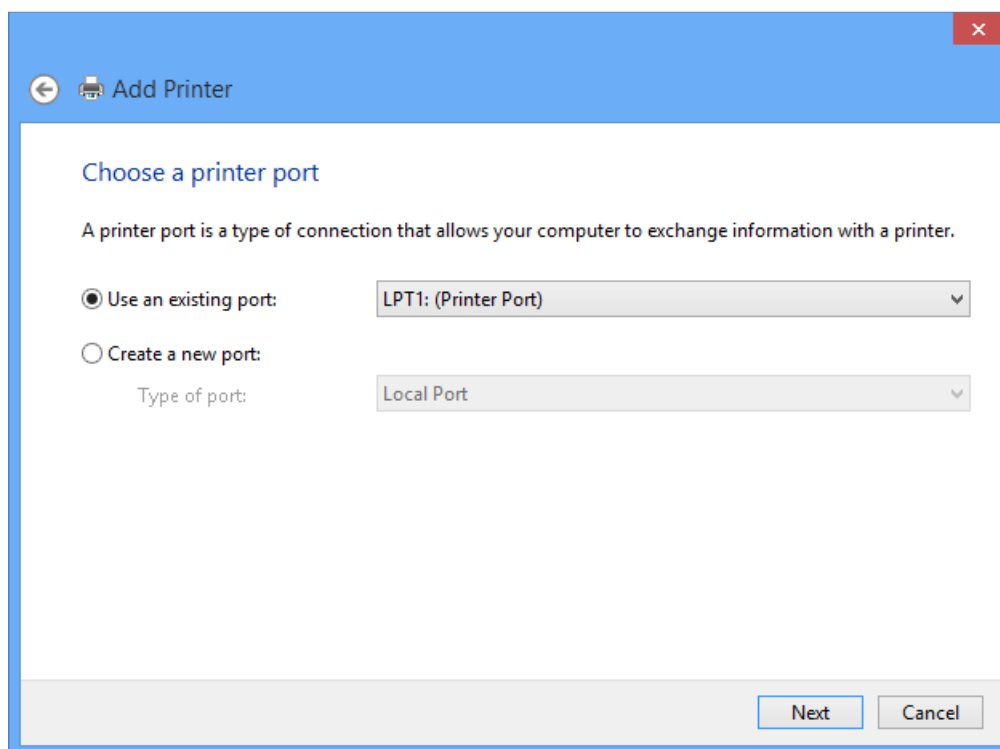 Add Printer
Choose a printer port
A printer port is a type of connection that allows your computer to exchange information with a printer.
Use an existing port: LPT1: (Printer Port)
Create a new port:
Type of port: Local Port
Next Cancel